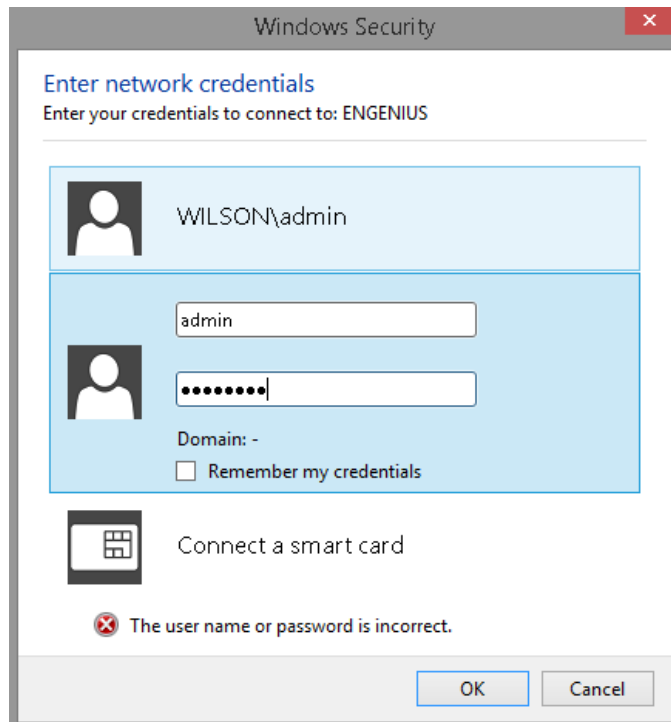 Windows Security
Enter network credentials
Enter your credentials to connect to: ENGENIUS
WILSON\admin
admin
●●●●●●●●
Domain: -
Remember my credentials
Connect a smart card
The user name or password is incorrect.
OK
Cancel